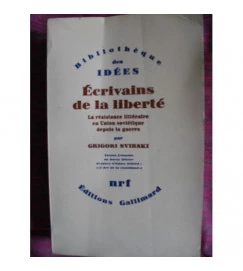 Bibliothèque
des
IDÉES
Écrivains
de la liberté
La résistance littéraire
en Union soviétique
depuis la guerre
par
GRIGORI SVIRSKI
nrf
Éditions Gallimard